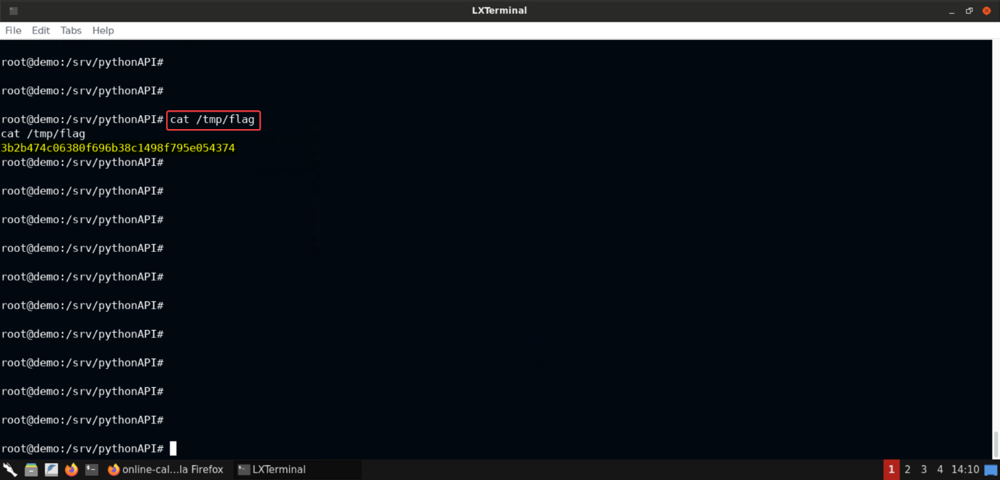 LXTerminal
File Edit Tabs Help
root@demo:/srv/pythonAPI#
root@demo:/srv/pythonAPI#
root@demo:/srv/pythonAPI# cat /tmp/flag
cat /tmp/flag
3b2b474c06380f696b38c1498f795e054374
root@demo:/srv/pythonAPI#
root@demo:/srv/pythonAPI#
root@demo:/srv/pythonAPI#
root@demo:/srv/pythonAPI#
root@demo:/srv/pythonAPI#
root@demo:/srv/pythonAPI#
root@demo:/srv/pythonAPI#
root@demo:/srv/pythonAPI#
root@demo:/srv/pythonAPI#
root@demo:/srv/pythonAPI#
root@demo:/srv/pythonAPI#
online-cal...la Firefox LXTerminal 1 2 3 4 14:10